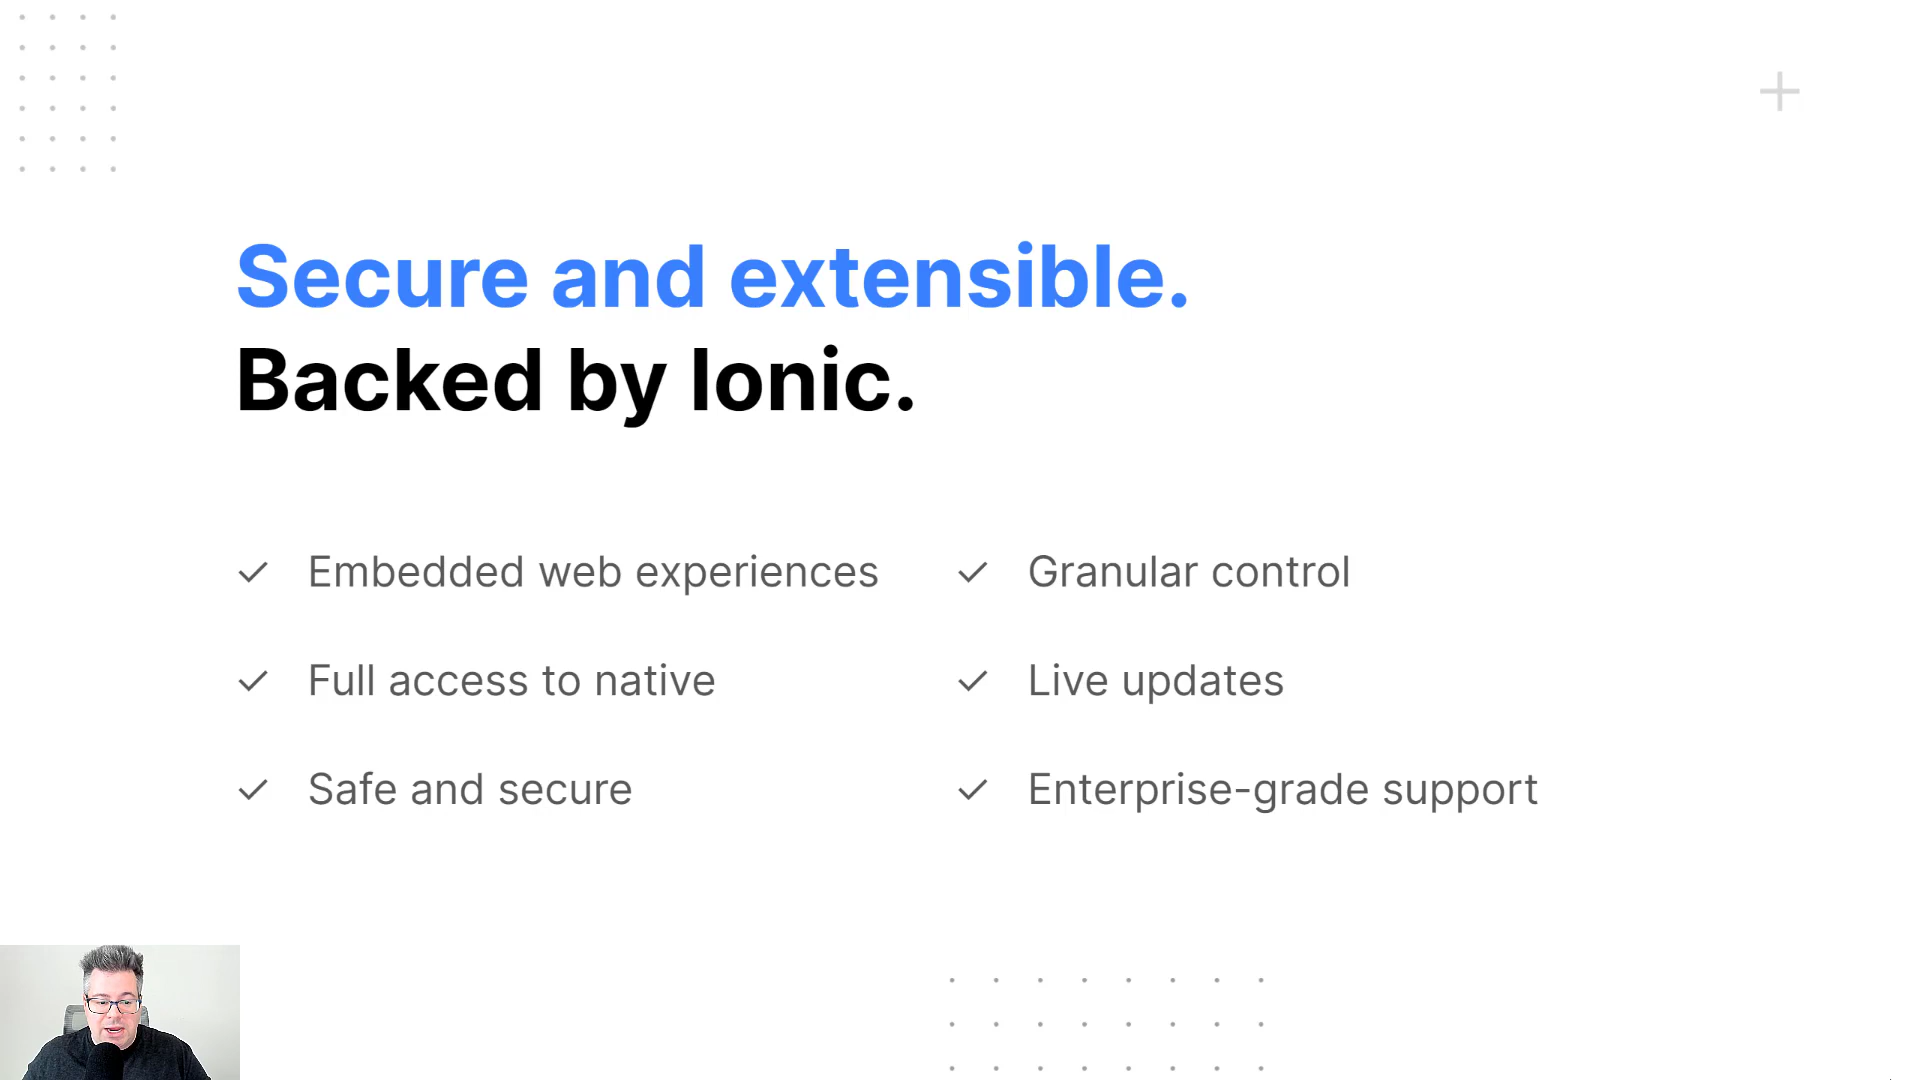 Secure and extensible.
Backed by Ionic.
Embedded web experiences
Full access to native
Safe and secure
Granular control
Live updates
Enterprise-grade support